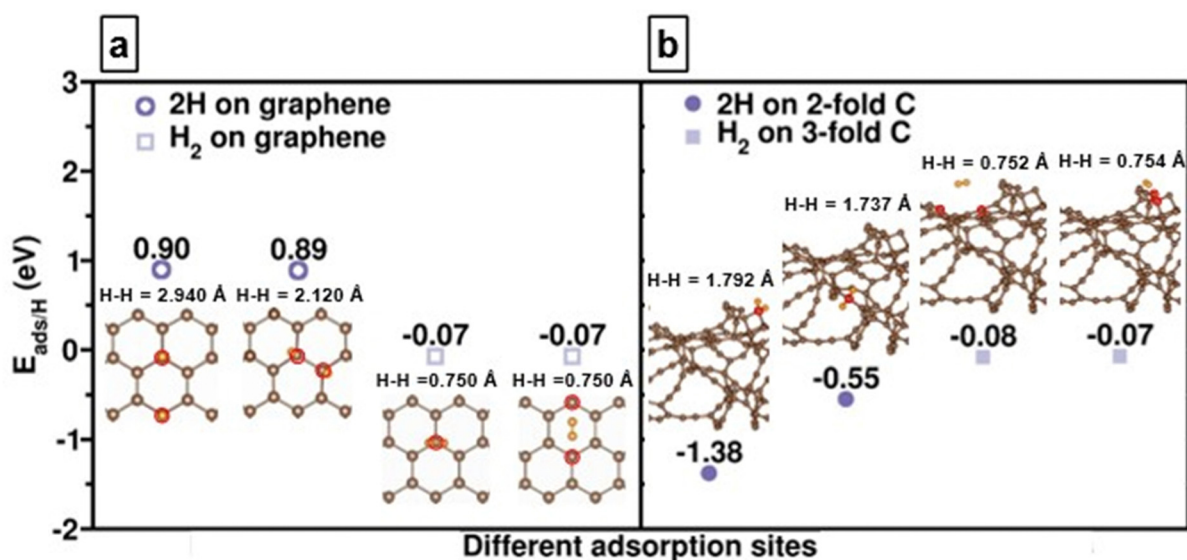 a
b
3
2
1
0
-1
-2
E_ads/H (eV)
2H on graphene
H₂ on graphene
0.90
0.89
H-H = 2.940 Å
H-H = 2.120 Å
-0.07
-0.07
H-H =0.750 Å
H-H =0.750 Å
2H on 2-fold C
H₂ on 3-fold C
H-H = 0.752 Å
H-H = 0.754 Å
H-H = 1.737 Å
H-H = 1.792 Å
-0.08
-0.07
-0.55
-1.38
Different adsorption sites